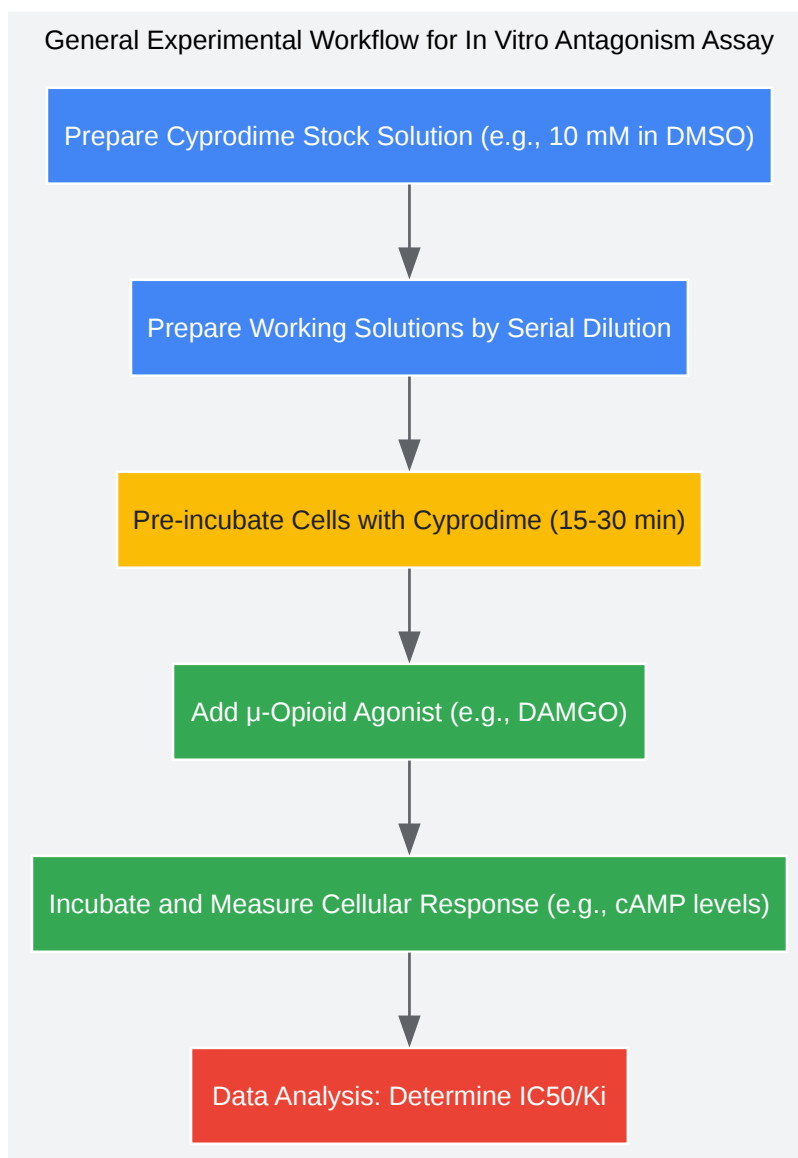 General Experimental Workflow for In Vitro Antagonism Assay
Prepare Cyprodime Stock Solution (e.g., 10 mM in DMSO)
Prepare Working Solutions by Serial Dilution
Pre-incubate Cells with Cyprodime (15-30 min)
Add μ-Opioid Agonist (e.g., DAMGO)
Incubate and Measure Cellular Response (e.g., cAMP levels)
Data Analysis: Determine IC50/Ki